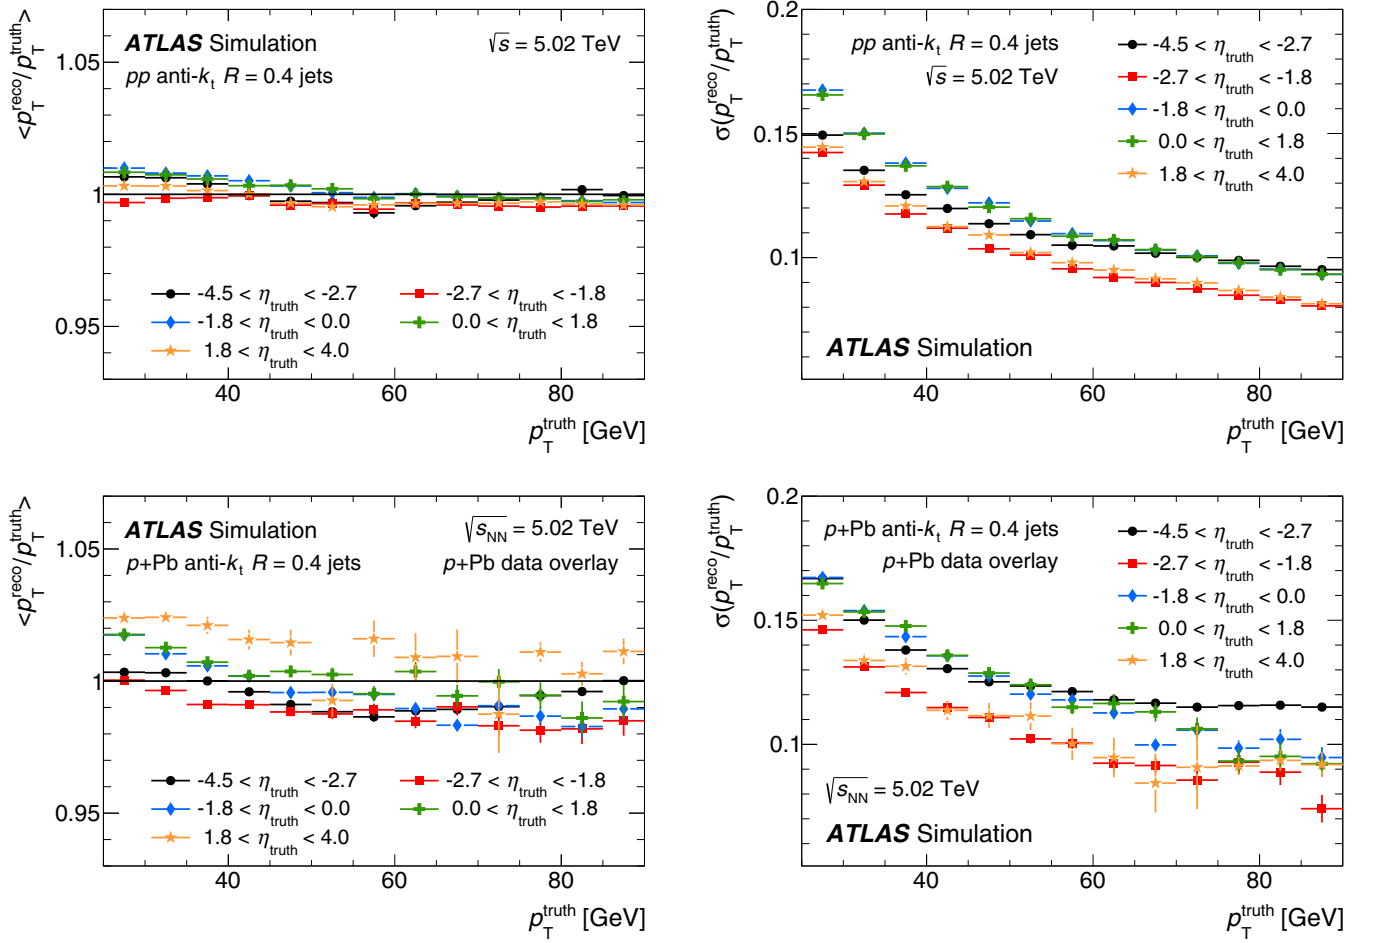 <p_T^reco/p_T^truth>
1.05
1
0.95
ATLAS Simulation
√s = 5.02 TeV
pp anti-k_t R = 0.4 jets
-4.5 < η_truth < -2.7
-2.7 < η_truth < -1.8
-1.8 < η_truth < 0.0
0.0 < η_truth < 1.8
1.8 < η_truth < 4.0
40
60
80
p_T^truth [GeV]
σ(p_T^reco/p_T^truth)
0.2
0.15
0.1
pp anti-k_t R = 0.4 jets
√s = 5.02 TeV
-4.5 < η_truth < -2.7
-2.7 < η_truth < -1.8
-1.8 < η_truth < 0.0
0.0 < η_truth < 1.8
1.8 < η_truth < 4.0
ATLAS Simulation
40
60
80
p_T^truth [GeV]
<p_T^reco/p_T^truth>
1.05
1
0.95
ATLAS Simulation
√s_NN = 5.02 TeV
p+Pb anti-k_t R = 0.4 jets
p+Pb data overlay
-4.5 < η_truth < -2.7
-2.7 < η_truth < -1.8
-1.8 < η_truth < 0.0
0.0 < η_truth < 1.8
1.8 < η_truth < 4.0
40
60
80
p_T^truth [GeV]
σ(p_T^reco/p_T^truth)
0.2
0.15
0.1
p+Pb anti-k_t R = 0.4 jets
p+Pb data overlay
-4.5 < η_truth < -2.7
-2.7 < η_truth < -1.8
-1.8 < η_truth < 0.0
0.0 < η_truth < 1.8
1.8 < η_truth < 4.0
√s_NN = 5.02 TeV
ATLAS Simulation
40
60
80
p_T^truth [GeV]